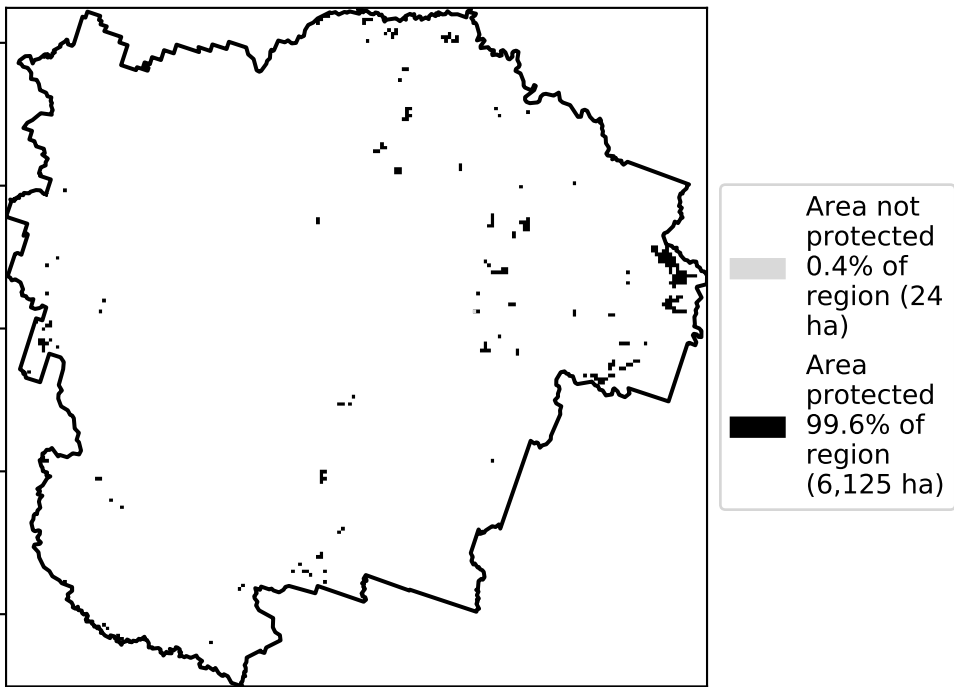 Area not
protected
0.4% of
region (24
ha)
Area
protected
99.6% of
region
(6,125 ha)